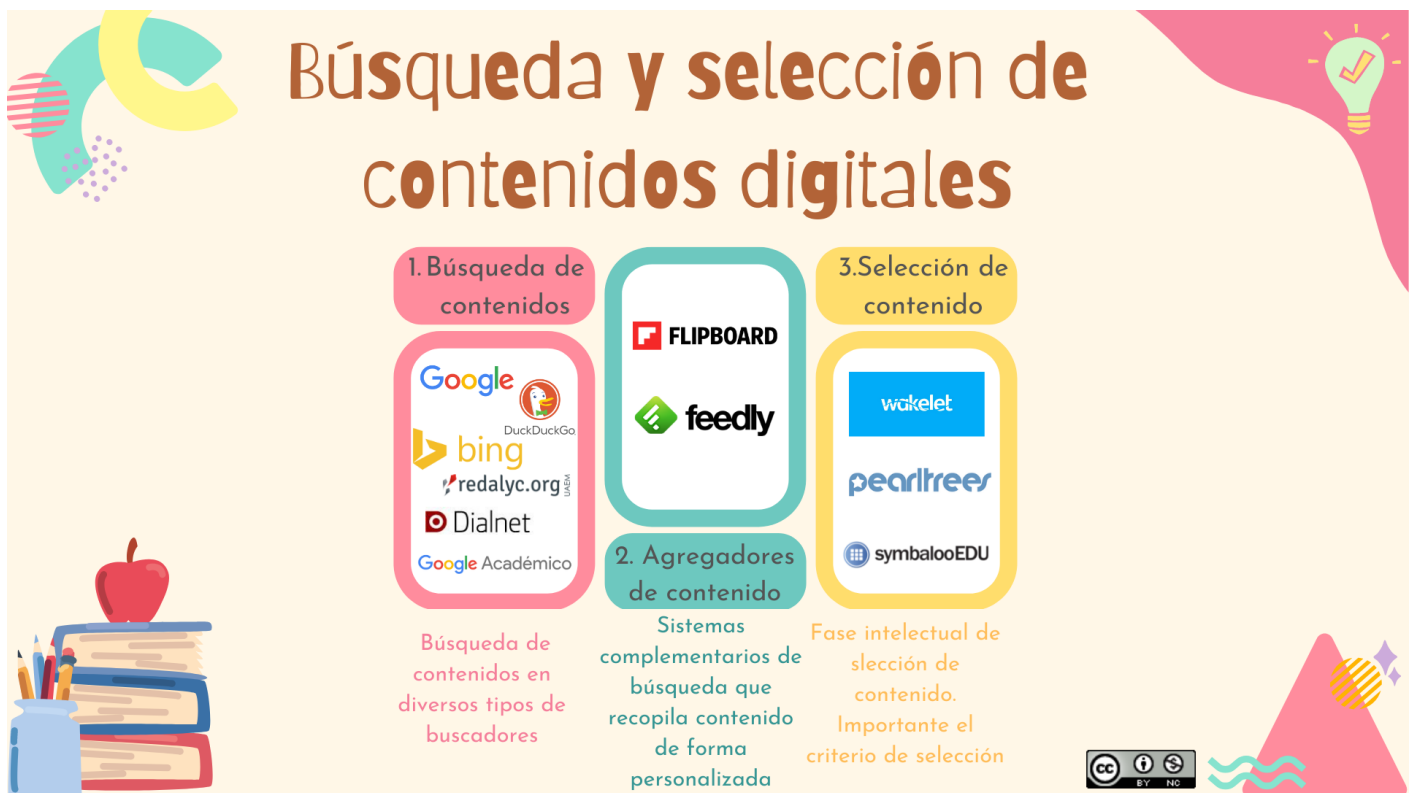 Búsqueda y selección de
contenidos digitales
1. Búsqueda de
contenidos
Google
DuckDuckGo
bing
redalyc.org
UAEM
Dialnet
Google Académico
Búsqueda de
contenidos en
diversos tipos de
buscadores
FLIPBOARD
feedly
2. Agregadores
de contenido
Sistemas
complementarios de
búsqueda que
recopila contenido
de forma
personalizada
3.Selección de
contenido
wakelet
pearltrees
symbalooEDU
Fase intelectual de
slección de
contenido.
Importante el
criterio de selección
cc
BY NC